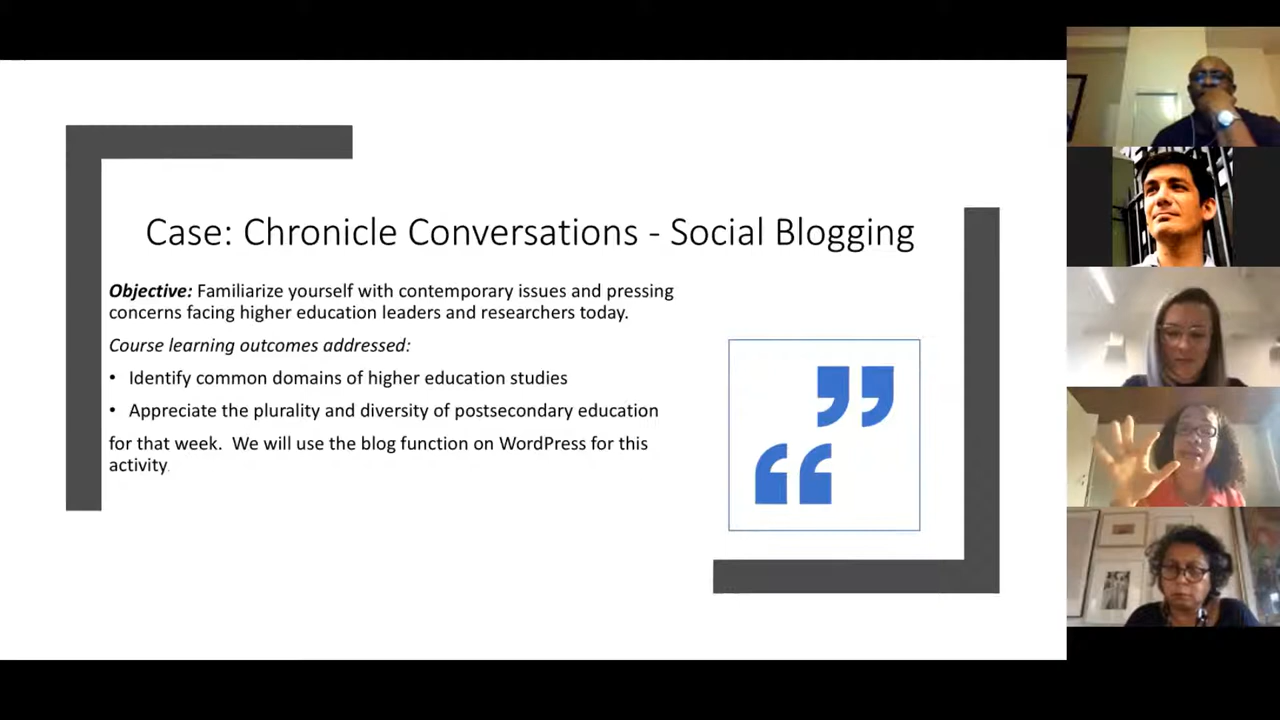 Case: Chronicle Conversations - Social Blogging
Objective: Familiarize yourself with contemporary issues and pressing
concerns facing higher education leaders and researchers today.
Course learning outcomes addressed:
• Identify common domains of higher education studies
• Appreciate the plurality and diversity of postsecondary education
for that week.  We will use the blog function on WordPress for this
activity.